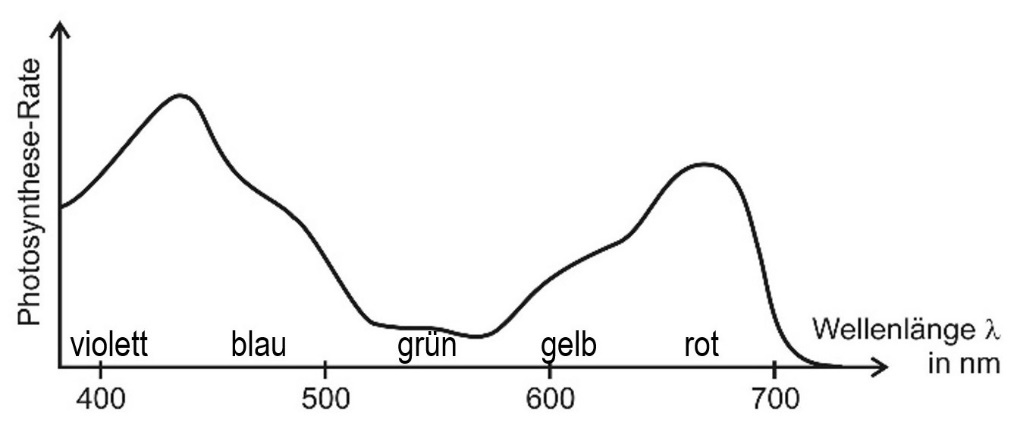 Photosynthese-Rate
violett blau grün gelb rot
Wellenlänge λ
in nm
400 500 600 700